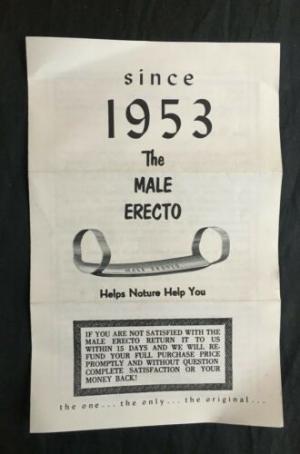 since
1953
The
MALE
ERECTO
MALE ERECTO
Helps Nature Help You
IF YOU ARE NOT SATISFIED WITH THE
MALE ERECTO RETURN IT TO US
WITHIN 15 DAYS AND WE WILL RE-
FUND YOUR FULL PURCHASE PRICE
PROMPTLY AND WITHOUT QUESTION
COMPLETE SATISFACTION OR YOUR
MONEY BACK!
the one... the only... the original...